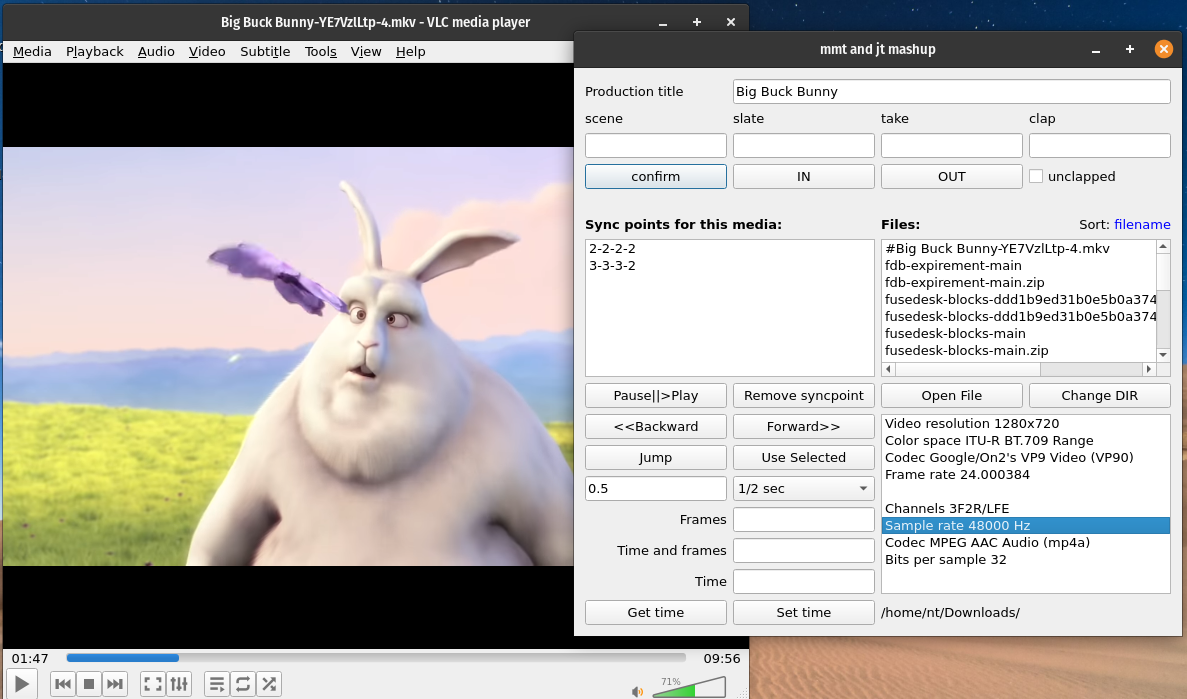 Big Buck Bunny-YE7VzlLtp-4.mkv - VLC media player
Media Playback Audio Video Subtitle Tools View Help
01:47 09:56
71%
mmt and jt mashup
Production title Big Buck Bunny
scene slate take clap
confirm IN OUT unclapped
Sync points for this media: Files: Sort: filename
2-2-2-2
3-3-3-2
#Big Buck Bunny-YE7VzlLtp-4.mkv
fdb-expirement-main
fdb-expirement-main.zip
fusedesk-blocks-ddd1b9ed31b0e5b0a374
fusedesk-blocks-ddd1b9ed31b0e5b0a374
fusedesk-blocks-main
fusedesk-blocks-main.zip
Pause||>Play Remove syncpoint Open File Change DIR
<<Backward Forward>>
Jump Use Selected
0.5 1/2 sec
Frames
Time and frames
Time
Get time Set time
Video resolution 1280x720
Color space ITU-R BT.709 Range
Codec Google/On2's VP9 Video (VP90)
Frame rate 24.000384
Channels 3F2R/LFE
Sample rate 48000 Hz
Codec MPEG AAC Audio (mp4a)
Bits per sample 32
/home/nt/Downloads/